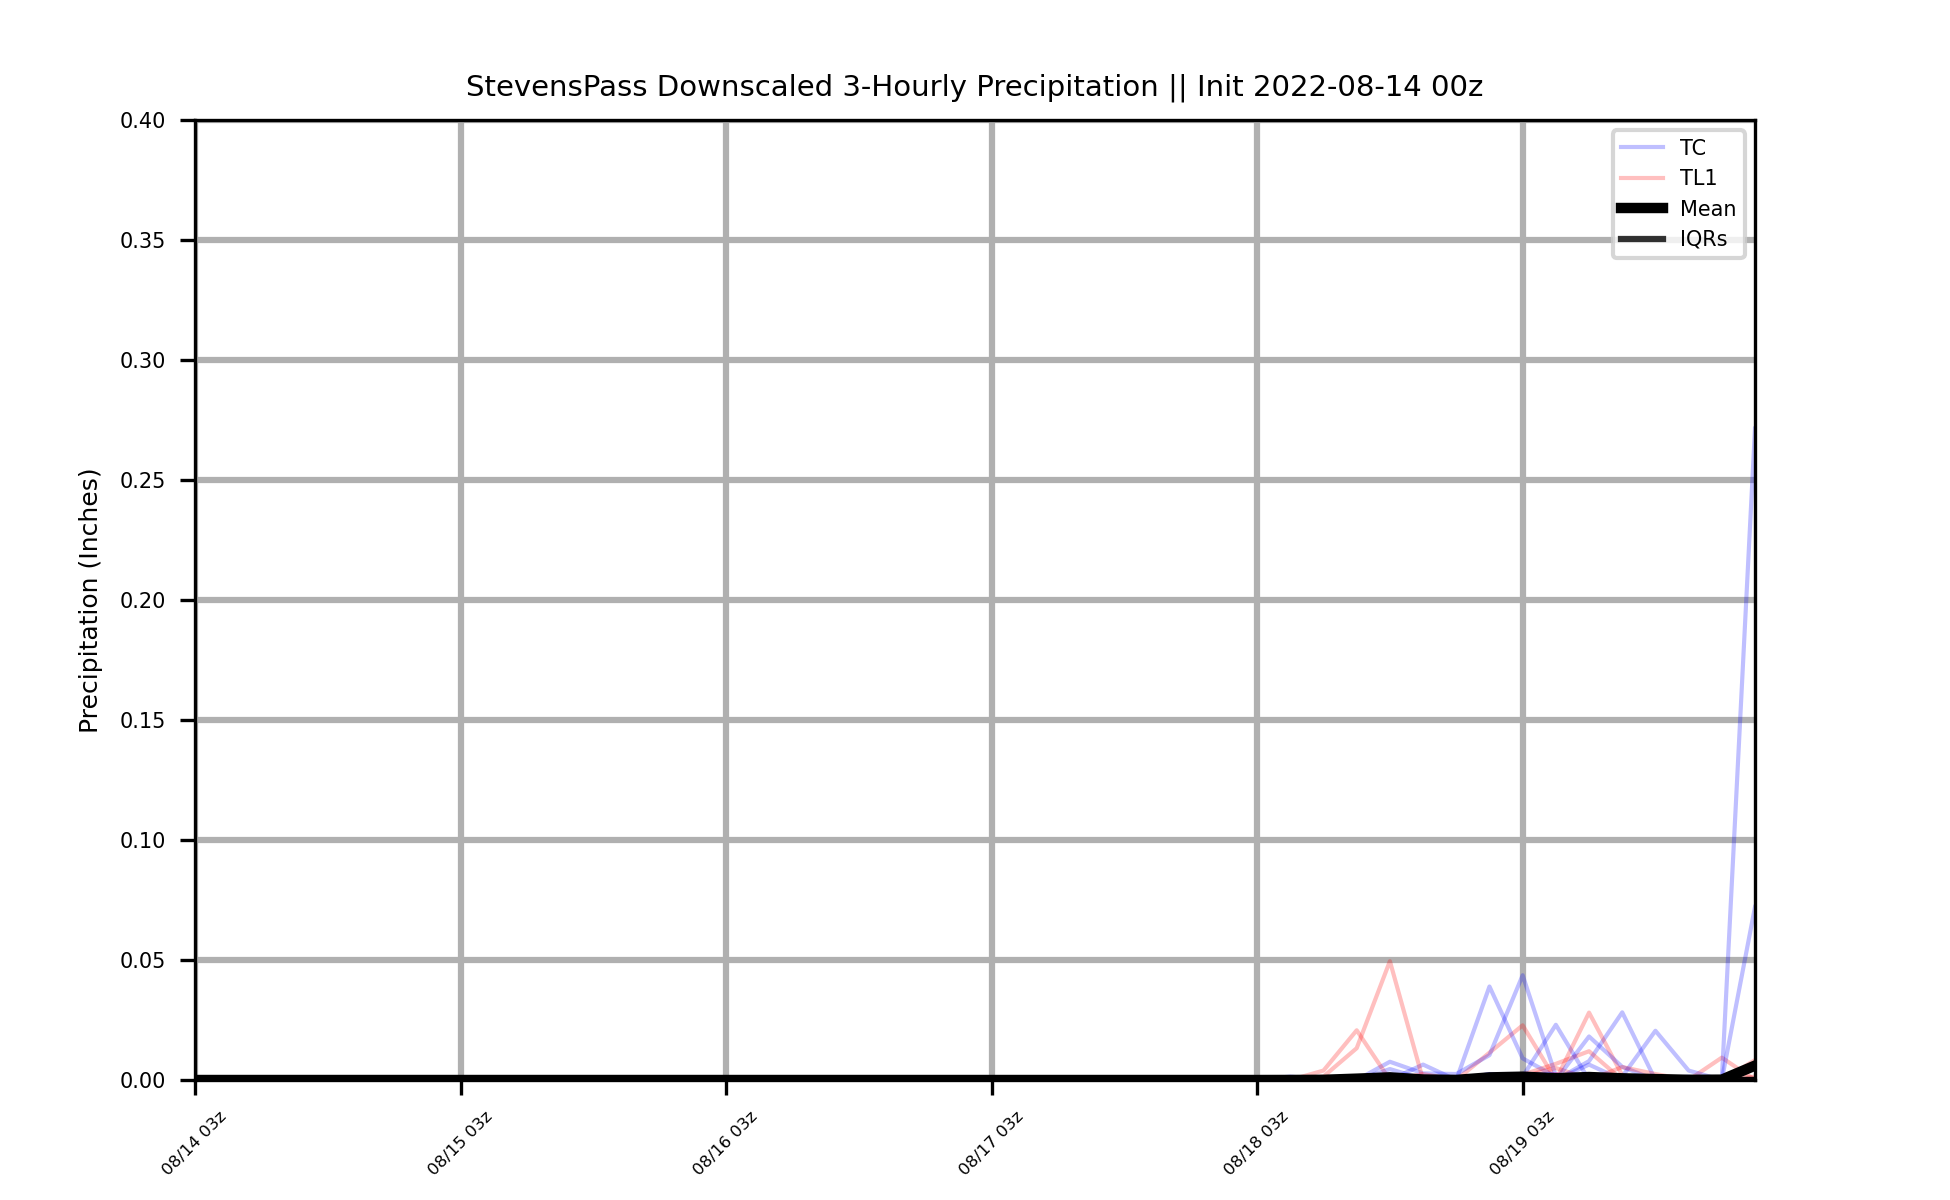 StevensPass Downscaled 3-Hourly Precipitation || Init 2022-08-14 00z
TC
TL1
Mean
IQRs
Precipitation (Inches)
0.40
0.35
0.30
0.25
0.20
0.15
0.10
0.05
0.00
08/14 03z
08/15 03z
08/16 03z
08/17 03z
08/18 03z
08/19 03z